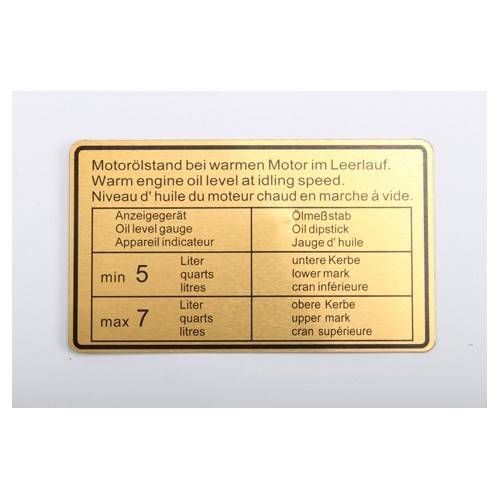 Motorölstand bei warmen Motor im Leerlauf.
Warm engine oil level at idling speed.
Niveau d' huile du moteur chaud en marche à vide.
Anzeigegerät
Oil level gauge
Appareil indicateur
Ölmeßstab
Oil dipstick
Jauge d' huile
min 5
Liter
quarts
litres
untere Kerbe
lower mark
cran inférieure
max 7
Liter
quarts
litres
obere Kerbe
upper mark
cran supérieure